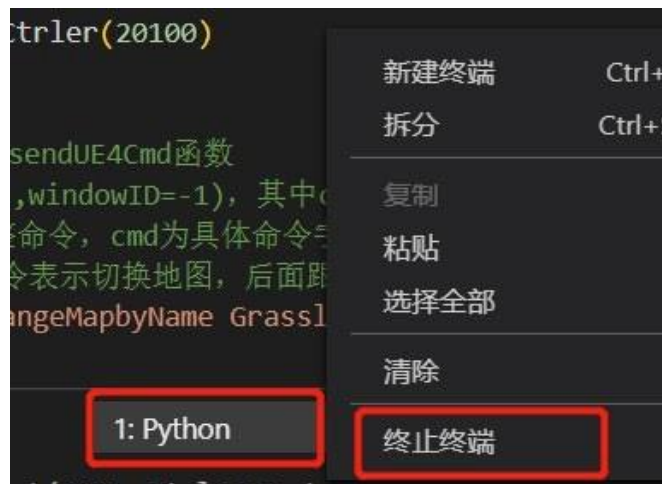 Ctrler(20100)
sendUE4Cmd函数
,windowID=-1), 其中
整命令, cmd为具体命令字
令表示切换地图, 后面跟
angeMapbyName Grassl
新建终端 Ctrl+
拆分 Ctrl+
复制
粘贴
选择全部
清除
终止终端
1: Python